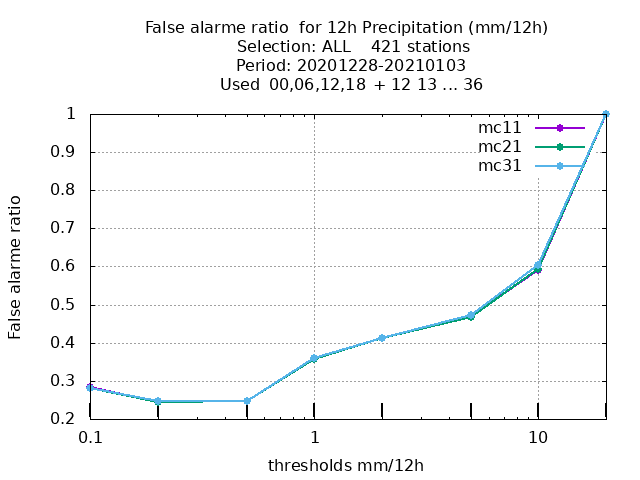 False alarme ratio  for 12h Precipitation (mm/12h)
Selection: ALL    421 stations
Period: 20201228-20210103
Used  00,06,12,18  + 12 13 ... 36
mc11
mc21
mc31
1
0.9
0.8
0.7
0.6
0.5
0.4
0.3
0.2
False alarme ratio
0.1
1
10
thresholds mm/12h